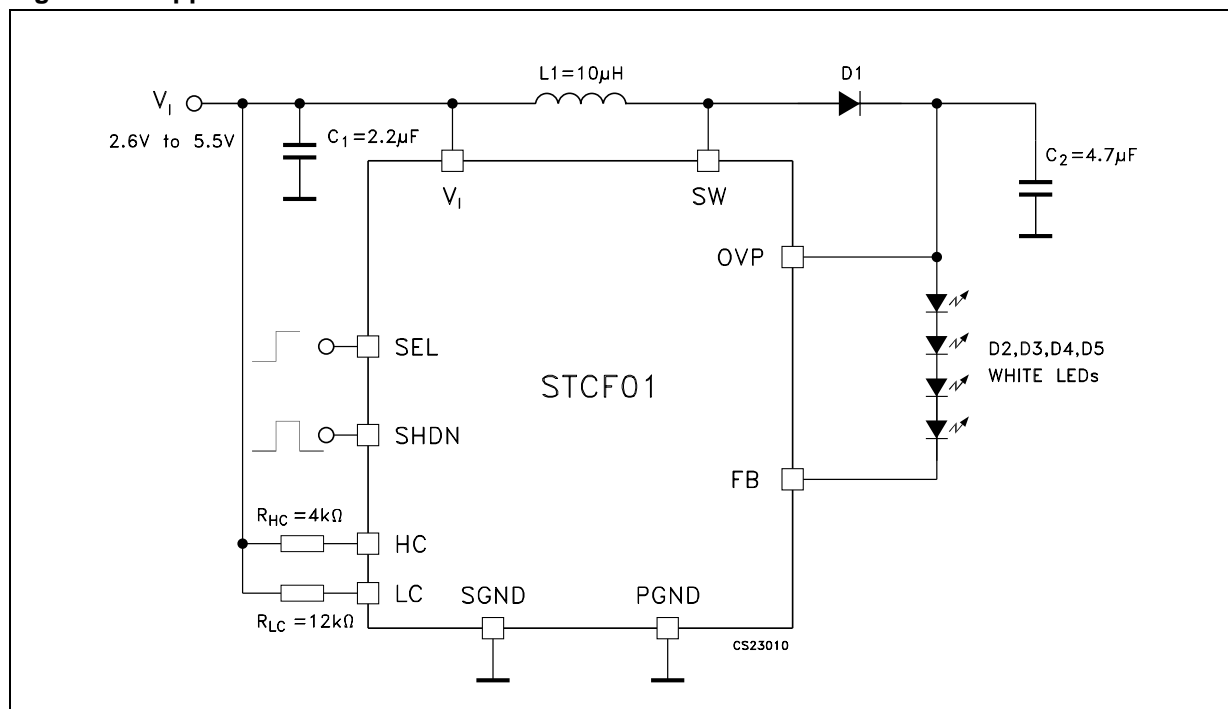 L1=10µH
D1
V_I
2.6V to 5.5V
C_1=2.2µF
C_2=4.7µF
V_I
SW
OVP
SEL
STCF01
D2,D3,D4,D5
WHITE LEDs
SHDN
FB
R_HC=4kΩ
HC
LC
SGND
PGND
R_LC=12kΩ
CS23010